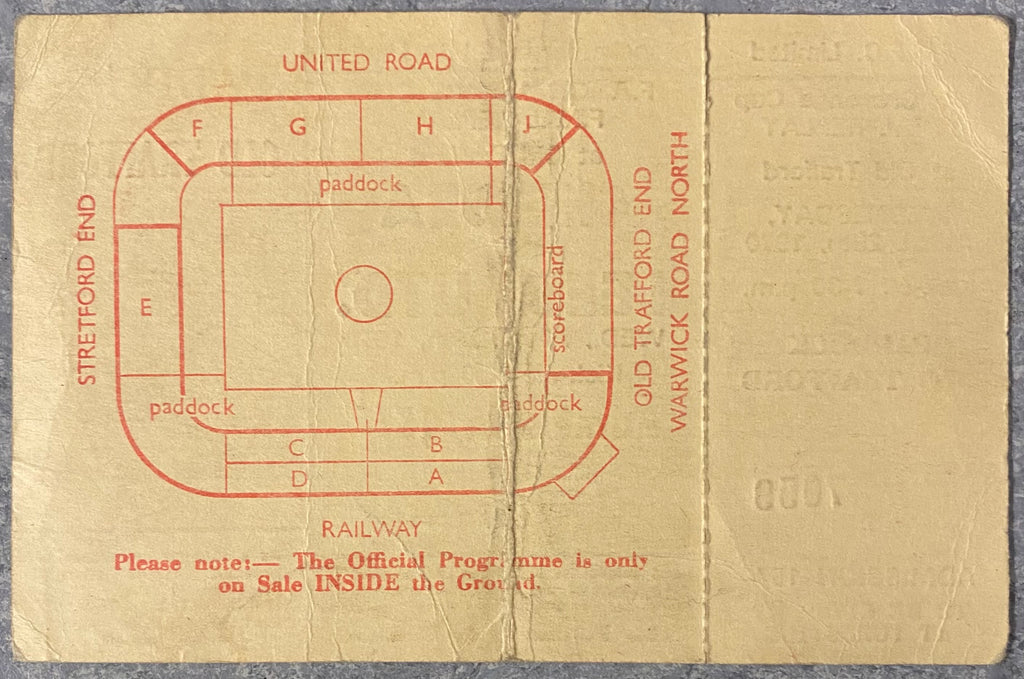 UNITED ROAD
F G H J
paddock
STRETFORD END
E
scoreboard
OLD TRAFFORD END
WARWICK ROAD NORTH
paddock
paddock
C B
D A
RAILWAY
Please note:— The Official Programme is only
on Sale INSIDE the Ground.